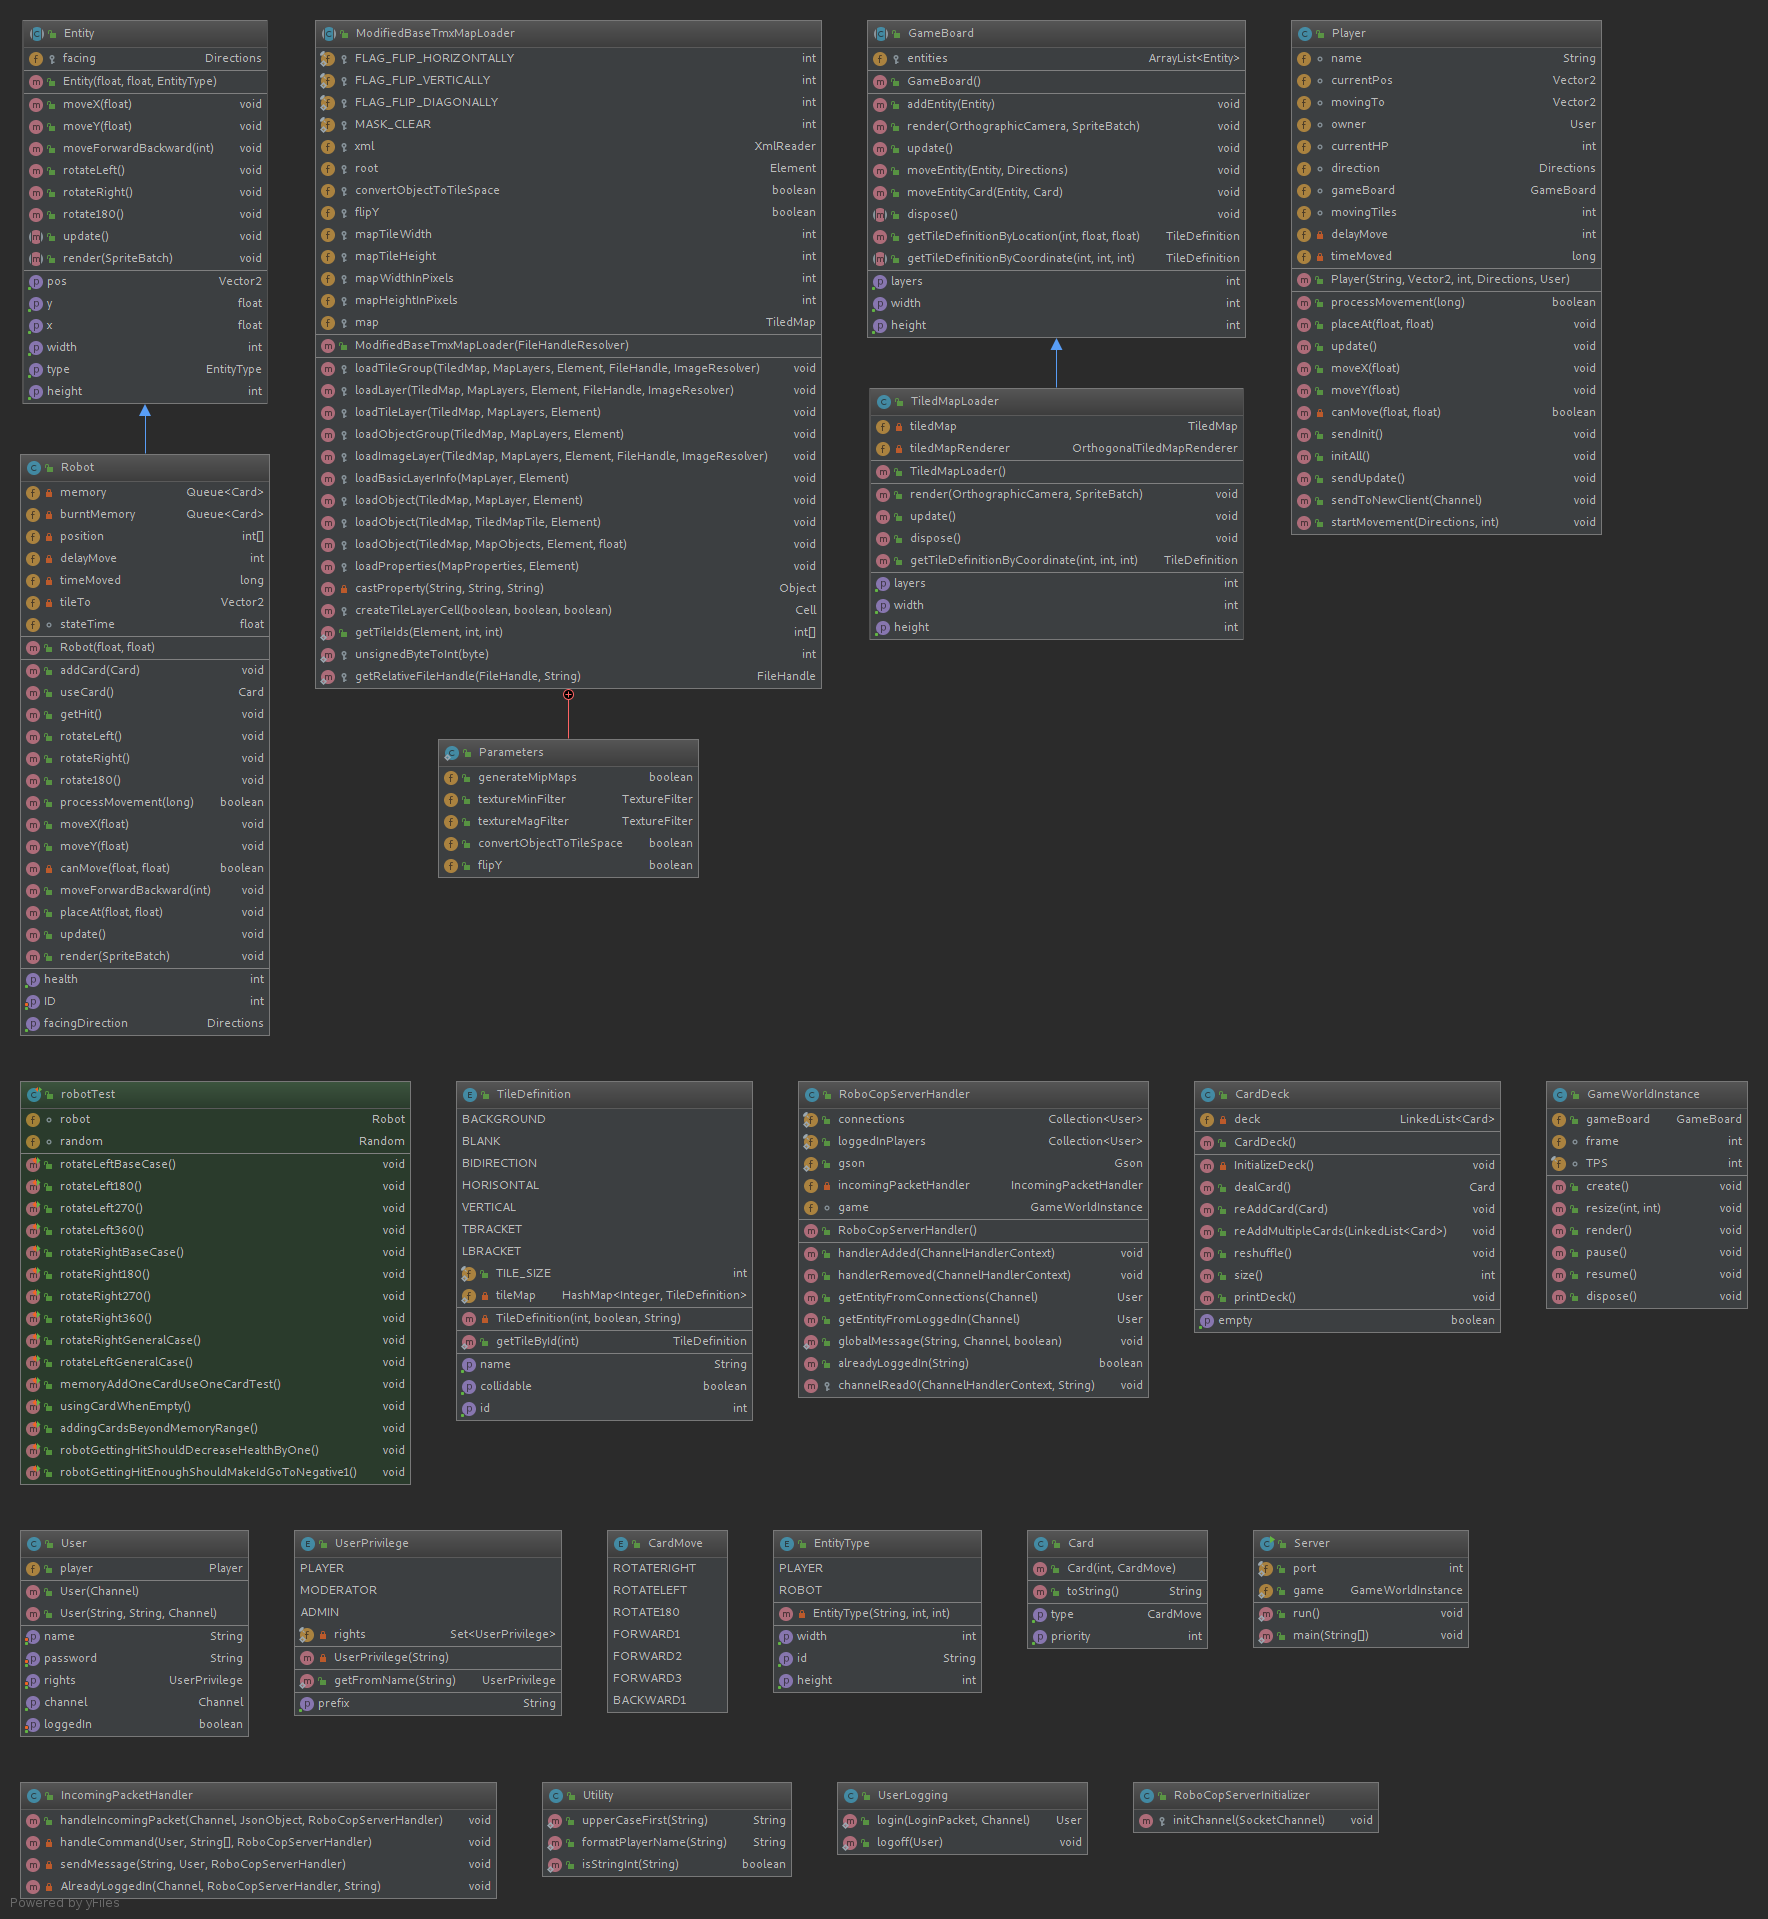 Entity
facing Directions
Entity(float, float, EntityType)
moveX(float) void
moveY(float) void
moveForwardBackward(int) void
rotateLeft() void
rotateRight() void
rotate180() void
update() void
render(SpriteBatch) void
pos Vector2
y float
x float
width int
type EntityType
height int
ModifiedBaseTmxMapLoader
FLAG_FLIP_HORIZONTALLY int
FLAG_FLIP_VERTICALLY int
FLAG_FLIP_DIAGONALLY int
MASK_CLEAR int
xml XmlReader
root Element
convertObjectToTileSpace boolean
flipY boolean
mapTileWidth int
mapTileHeight int
mapWidthInPixels int
mapHeightInPixels int
map TiledMap
ModifiedBaseTmxMapLoader(FileHandleResolver)
loadTileGroup(TiledMap, MapLayers, Element, FileHandle, ImageResolver) void
loadLayer(TiledMap, MapLayers, Element, FileHandle, ImageResolver) void
loadTileLayer(TiledMap, MapLayers, Element) void
loadObjectGroup(TiledMap, MapLayers, Element) void
loadImageLayer(TiledMap, MapLayers, Element, FileHandle, ImageResolver) void
loadBasicLayerInfo(MapLayer, Element) void
loadObject(TiledMap, MapLayer, Element) void
loadObject(TiledMap, TiledMapTile, Element) void
loadObject(TiledMap, MapObjects, Element, float) void
loadProperties(MapProperties, Element) void
castProperty(String, String, String) Object
createTileLayerCell(boolean, boolean, boolean) Cell
getTileIds(Element, int, int) int[]
unsignedByteToInt(byte) int
getRelativeFileHandle(FileHandle, String) FileHandle
GameBoard
entities ArrayList<Entity>
GameBoard()
addEntity(Entity) void
render(OrthographicCamera, SpriteBatch) void
update() void
moveEntity(Entity, Directions) void
moveEntityCard(Entity, Card) void
dispose() void
getTileDefinitionByLocation(int, float, float) TileDefinition
getTileDefinitionByCoordinate(int, int, int) TileDefinition
layers int
width int
height int
Player
name String
currentPos Vector2
movingTo Vector2
owner User
currentHP int
direction Directions
gameBoard GameBoard
movingTiles int
delayMove int
timeMoved long
Player(String, Vector2, int, Directions, User)
processMovement(long) boolean
placeAt(float, float) void
update() void
moveX(float) void
moveY(float) void
canMove(float, float) boolean
sendInit() void
initAll() void
sendUpdate() void
sendToNewClient(Channel) void
startMovement(Directions, int) void
TiledMapLoader
tiledMap TiledMap
tiledMapRenderer OrthogonalTiledMapRenderer
TiledMapLoader()
render(OrthographicCamera, SpriteBatch) void
update() void
dispose() void
getTileDefinitionByCoordinate(int, int, int) TileDefinition
layers int
width int
height int
Robot
memory Queue<Card>
burntMemory Queue<Card>
position int[]
delayMove int
timeMoved long
tileTo Vector2
stateTime float
Robot(float, float)
addCard(Card) void
useCard() Card
getHit() void
rotateLeft() void
rotateRight() void
rotate180() void
processMovement(long) boolean
moveX(float) void
moveY(float) void
canMove(float, float) boolean
moveForwardBackward(int) void
placeAt(float, float) void
update() void
render(SpriteBatch) void
health int
ID int
facingDirection Directions
Parameters
generateMipMaps boolean
textureMinFilter TextureFilter
textureMagFilter TextureFilter
convertObjectToTileSpace boolean
flipY boolean
robotTest
robot Robot
random Random
rotateLeftBaseCase() void
rotateLeft180() void
rotateLeft270() void
rotateLeft360() void
rotateRightBaseCase() void
rotateRight180() void
rotateRight270() void
rotateRight360() void
rotateRightGeneralCase() void
rotateLeftGeneralCase() void
memoryAddOneCardUseOneCardTest() void
usingCardWhenEmpty() void
addingCardsBeyondMemoryRange() void
robotGettingHitShouldDecreaseHealthByOne() void
robotGettingHitEnoughShouldMakeIdGoToNegative1() void
TileDefinition
BACKGROUND
BLANK
BIDIRECTION
HORISONTAL
VERTICAL
TBRACKET
LBRACKET
TILE_SIZE int
tileMap HashMap<Integer, TileDefinition>
TileDefinition(int, boolean, String)
getTileById(int) TileDefinition
name String
collidable boolean
id int
RoboCopServerHandler
connections Collection<User>
loggedInPlayers Collection<User>
gson Gson
incomingPacketHandler IncomingPacketHandler
game GameWorldInstance
RoboCopServerHandler()
handlerAdded(ChannelHandlerContext) void
handlerRemoved(ChannelHandlerContext) void
getEntityFromConnections(Channel) User
getEntityFromLoggedIn(Channel) User
globalMessage(String, Channel, boolean) void
alreadyLoggedIn(String) boolean
channelRead0(ChannelHandlerContext, String) void
CardDeck
deck LinkedList<Card>
CardDeck()
InitializeDeck() void
dealCard() Card
reAddCard(Card) void
reAddMultipleCards(LinkedList<Card>) void
reshuffle() void
size() int
printDeck() void
empty boolean
GameWorldInstance
gameBoard GameBoard
frame int
TPS int
create() void
resize(int, int) void
render() void
pause() void
resume() void
dispose() void
User
player Player
User(Channel)
User(String, String, Channel)
name String
password String
rights UserPrivilege
channel Channel
loggedIn boolean
UserPrivilege
PLAYER
MODERATOR
ADMIN
rights Set<UserPrivilege>
UserPrivilege(String)
getFromName(String) UserPrivilege
prefix String
CardMove
ROTATERIGHT
ROTATELEFT
ROTATE180
FORWARD1
FORWARD2
FORWARD3
BACKWARD1
EntityType
PLAYER
ROBOT
EntityType(String, int, int)
width int
id String
height int
Card
Card(int, CardMove)
toString() String
type CardMove
priority int
Server
port int
game GameWorldInstance
run() void
main(String[]) void
IncomingPacketHandler
handleIncomingPacket(Channel, JsonObject, RoboCopServerHandler) void
handleCommand(User, String[], RoboCopServerHandler) void
sendMessage(String, User, RoboCopServerHandler) void
AlreadyLoggedIn(Channel, RoboCopServerHandler, String) void
Utility
upperCaseFirst(String) String
formatPlayerName(String) String
isStringInt(String) boolean
UserLogging
login(LoginPacket, Channel) User
logoff(User) void
RoboCopServerInitializer
initChannel(SocketChannel) void
Powered by yFiles